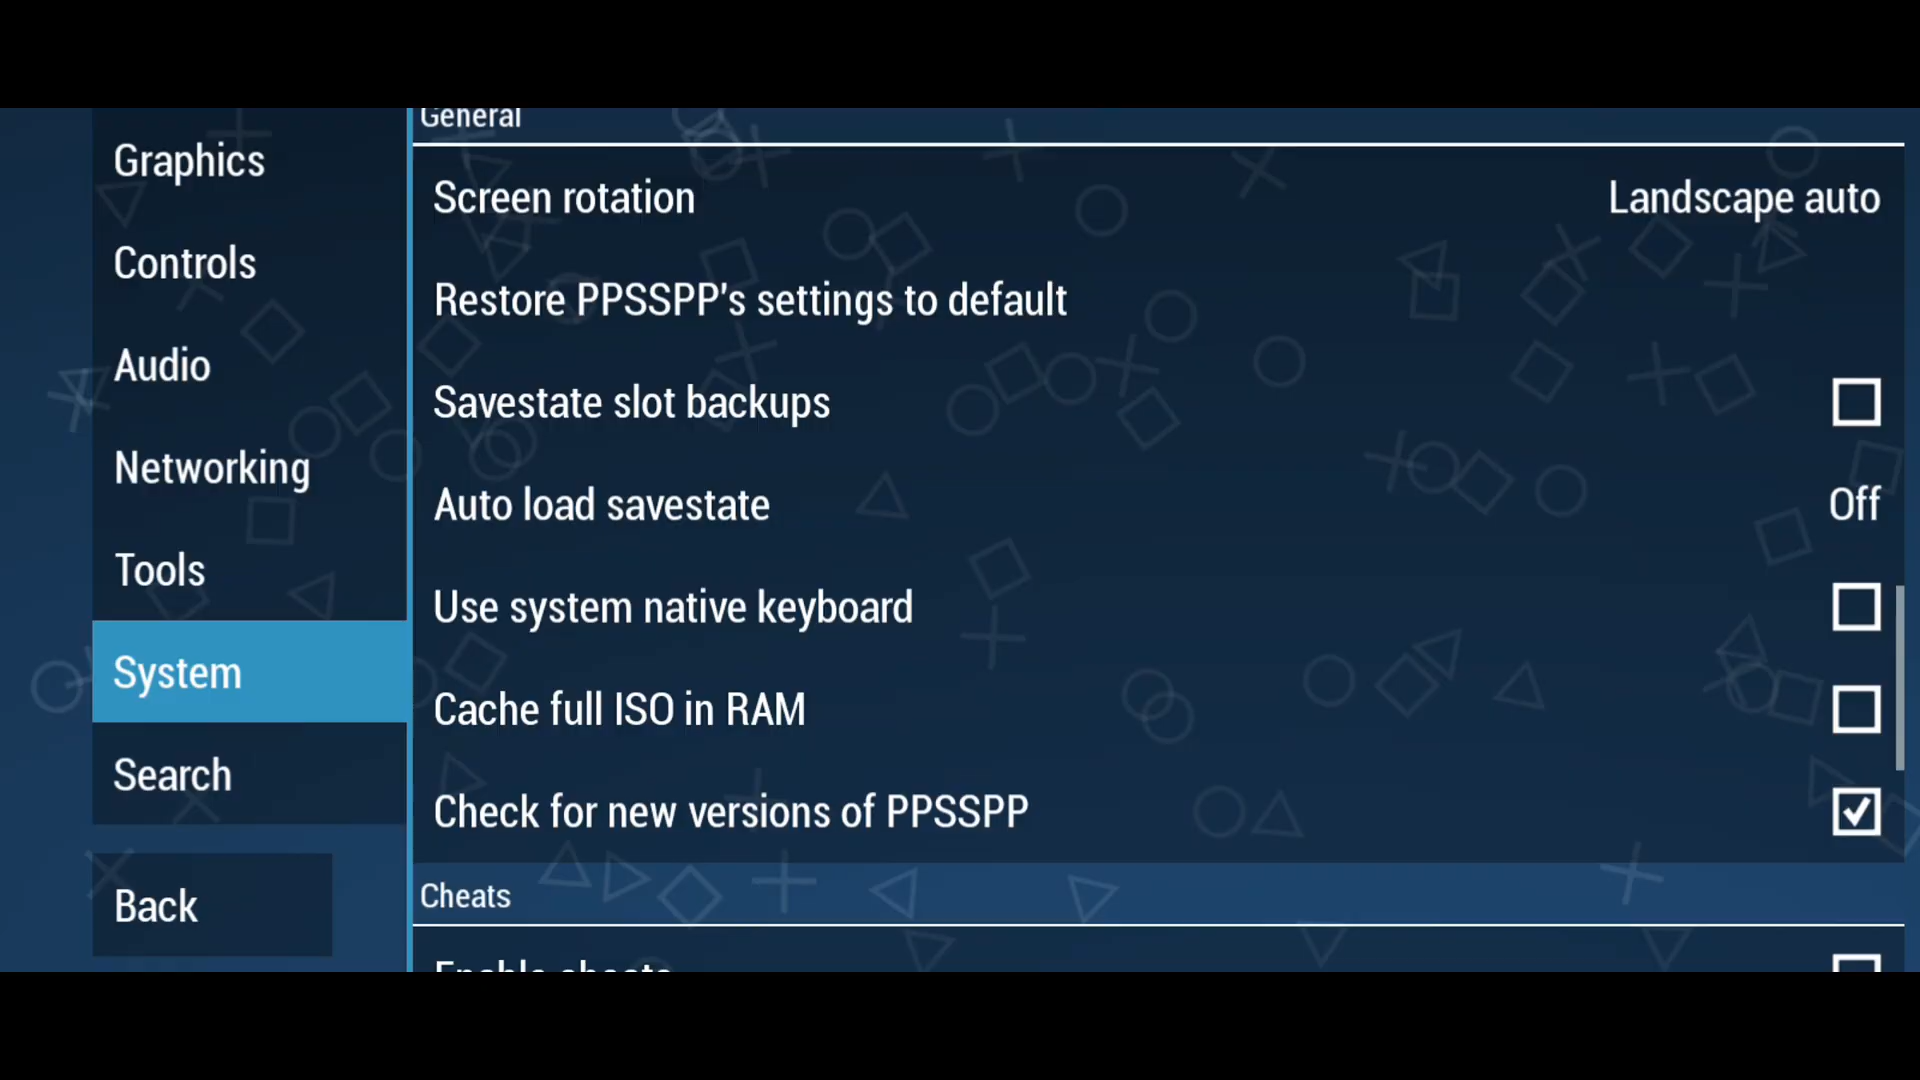 Graphics
Controls
Audio
Networking
Tools
System
Search
Back
General
Screen rotation Landscape auto
Restore PPSSPP's settings to default
Savestate slot backups
Auto load savestate Off
Use system native keyboard
Cache full ISO in RAM
Check for new versions of PPSSPP
Cheats
Enable cheats